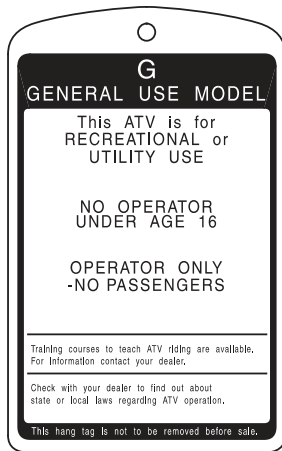 G
GENERAL USE MODEL
This ATV is for
RECREATIONAL or
UTILITY USE
NO OPERATOR
UNDER AGE 16
OPERATOR ONLY
-NO PASSENGERS
Training courses to teach ATV riding are available.
For information contact your dealer.
Check with your dealer to find out about
state or local laws regarding ATV operation.
This hang tag is not to be removed before sale.